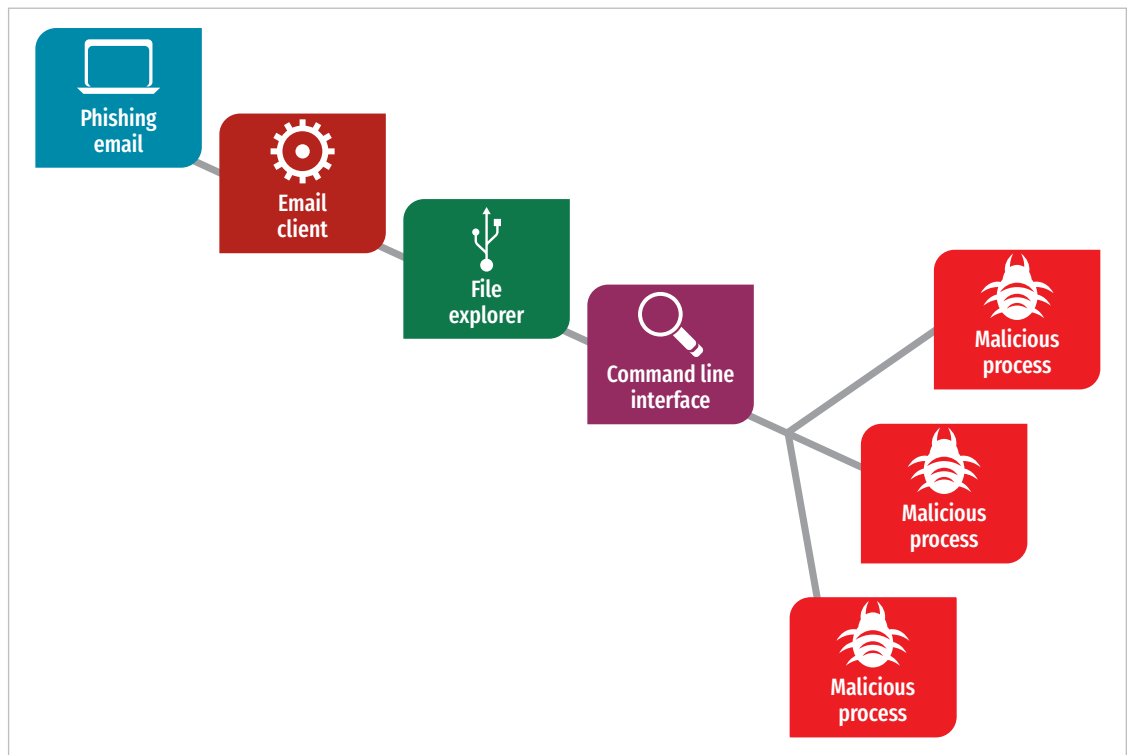 Phishing
email
Email
client
File
explorer
Command line
interface
Malicious
process
Malicious
process
Malicious
process